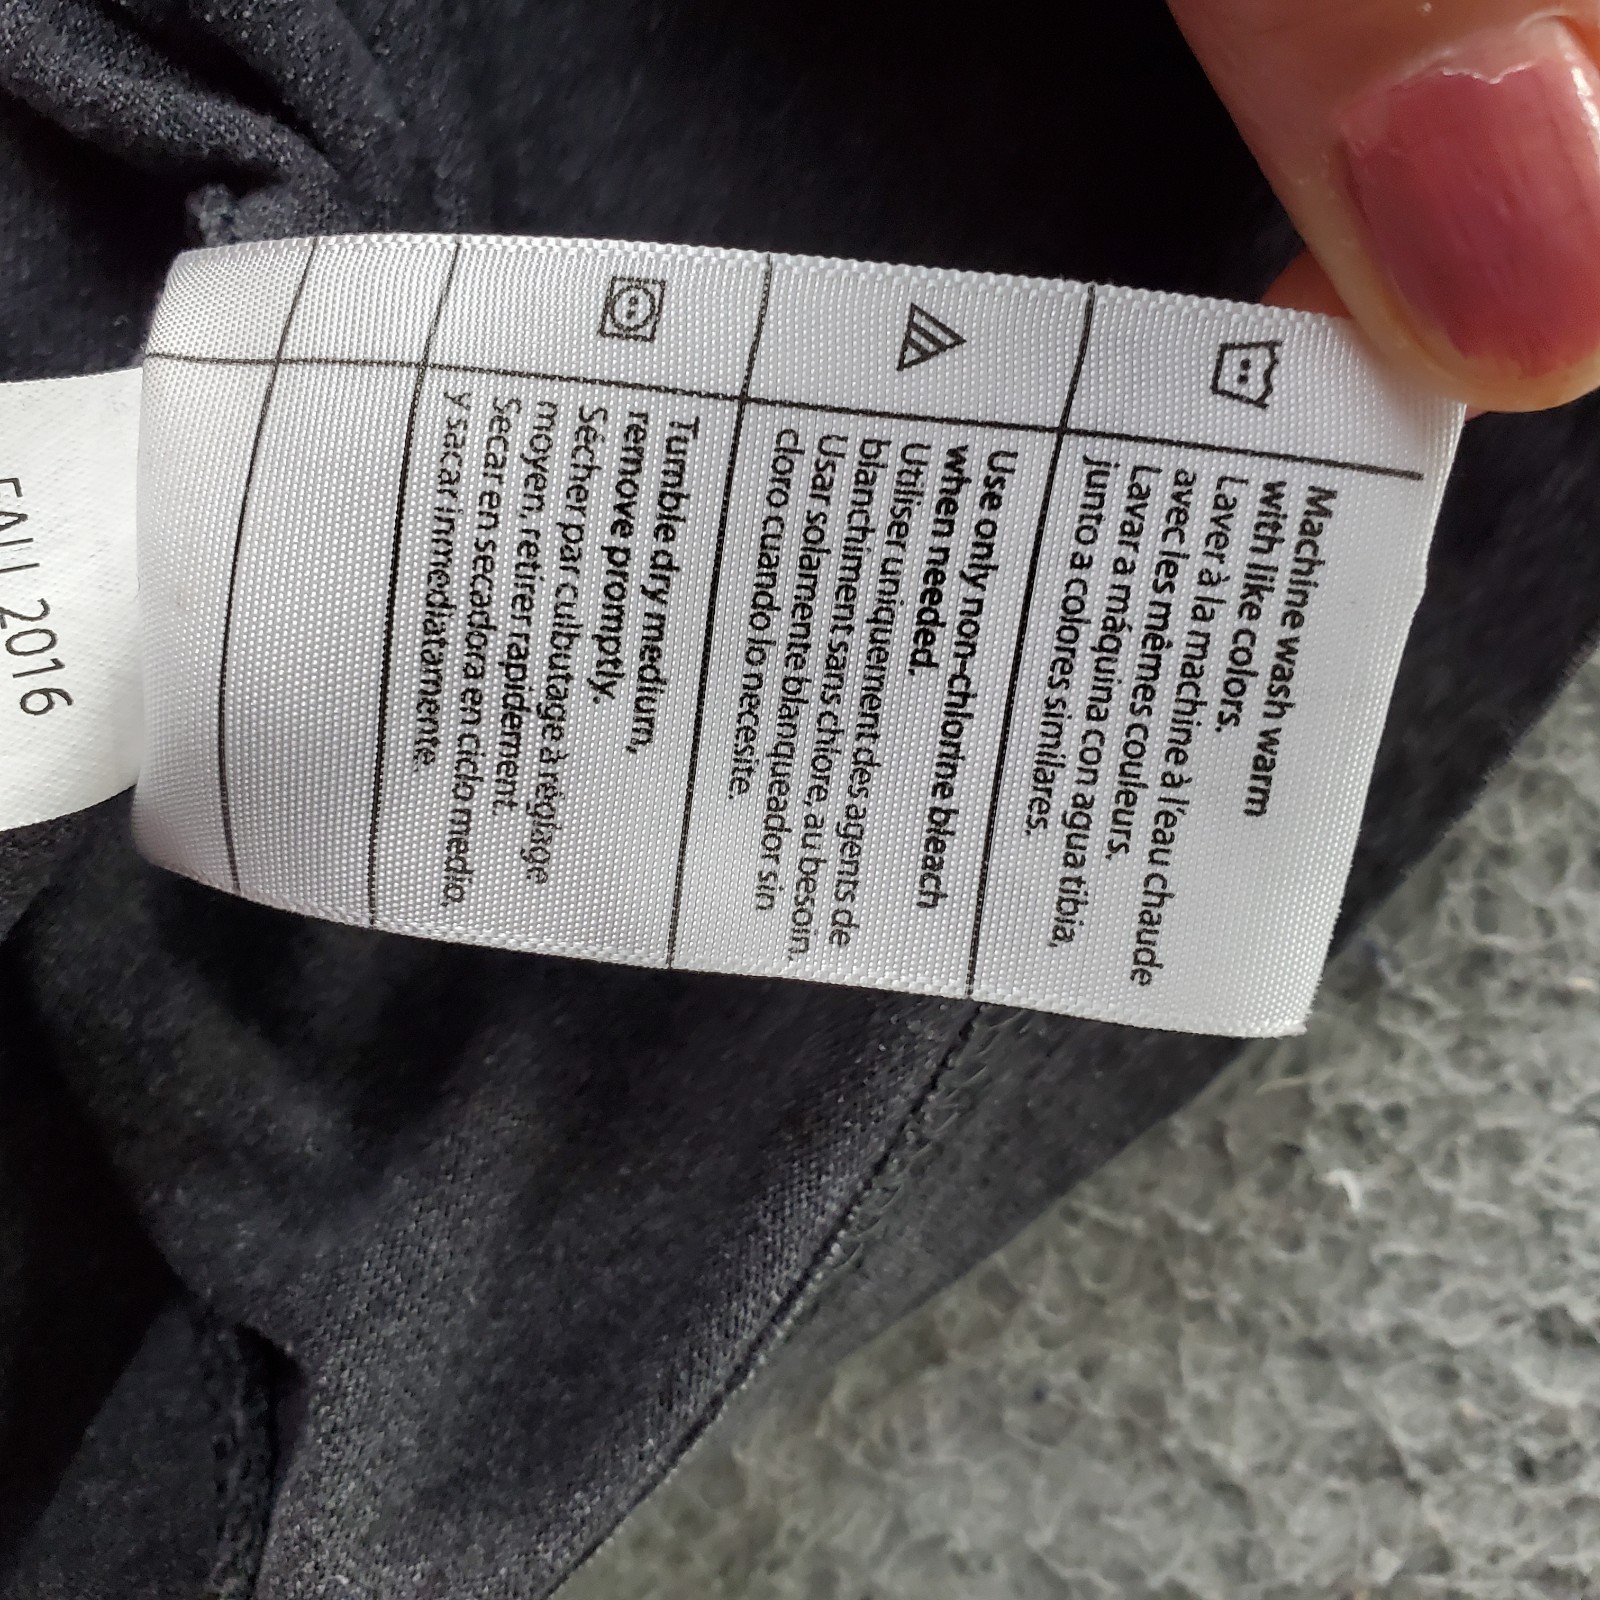 Machine wash warm
with like colors.
Laver à la machine à l'eau chaude
avec les mêmes couleurs.
Lavar a máquina con agua tibia,
junto a colores similares.
Use only non-chlorine bleach
when needed.
Utiliser uniquement des agents de
blanchiment sans chlore, au besoin.
Usar solamente blanqueador sin
cloro cuando lo necesite.
Tumble dry medium,
remove promptly.
Sécher par culbutage à réglage
moyen, retirer rapidement.
Secar en secadora en ciclo medio,
y sacar inmediatamente.
FALL 2016